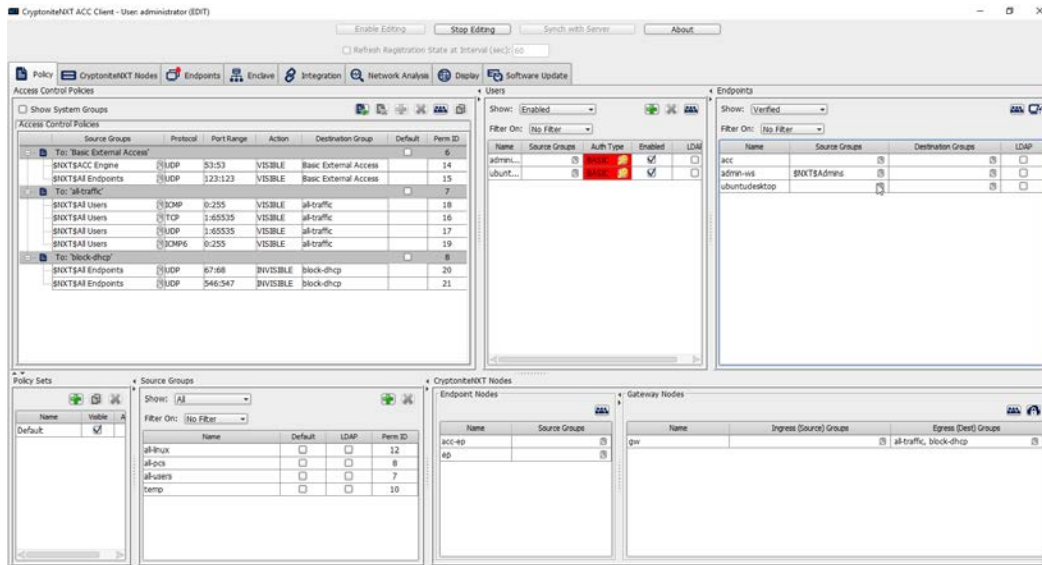 CryptoniteNXT ACC Client - User: administrator (EDIT)
Enable Editing Stop Editing Synch with Server About
Refresh Registration State at Interval (sec): 60
Policy CryptoniteNXT Nodes Endpoints Enclave Integration Network Analysis Display Software Update
Access Control Policies
Show System Groups
Access Control Policies
Source Groups Protocol Port Range Action Destination Group Default Perm ID
To: 'Basic External Access' 6
$NXT$ACC Engine UDP 53:53 VISIBLE Basic External Access 14
$NXT$All Endpoints UDP 123:123 VISIBLE Basic External Access 15
To: 'all-traffic' 7
$NXT$All Users ICMP 0:255 VISIBLE all-traffic 18
$NXT$All Users TCP 1:65535 VISIBLE all-traffic 16
$NXT$All Users UDP 1:65535 VISIBLE all-traffic 17
$NXT$All Users ICMP6 0:255 VISIBLE all-traffic 19
To: 'block-dhcp' 8
$NXT$All Endpoints UDP 67:68 INVISIBLE block-dhcp 20
$NXT$All Endpoints UDP 546:547 INVISIBLE block-dhcp 21
Users
Show: Enabled
Filter On: No Filter
Name Source Groups Auth Type Enabled LDAP
admini... BASIC
ubunt... BASIC
Endpoints
Show: Verified
Filter On: No Filter
Name Source Groups Destination Groups LDAP
acc
admin-ws $NXT$Admins
ubuntudesktop
Policy Sets
Name Visible A
Default
Source Groups
Show: All
Filter On: No Filter
Name Default LDAP Perm ID
all-linux 12
all-pcs 8
all-users 7
temp 10
CryptoniteNXT Nodes
Endpoint Nodes
Name Source Groups
acc-ep
ep
Gateway Nodes
Name Ingress (Source) Groups Egress (Dest) Groups
gw all-traffic, block-dhcp